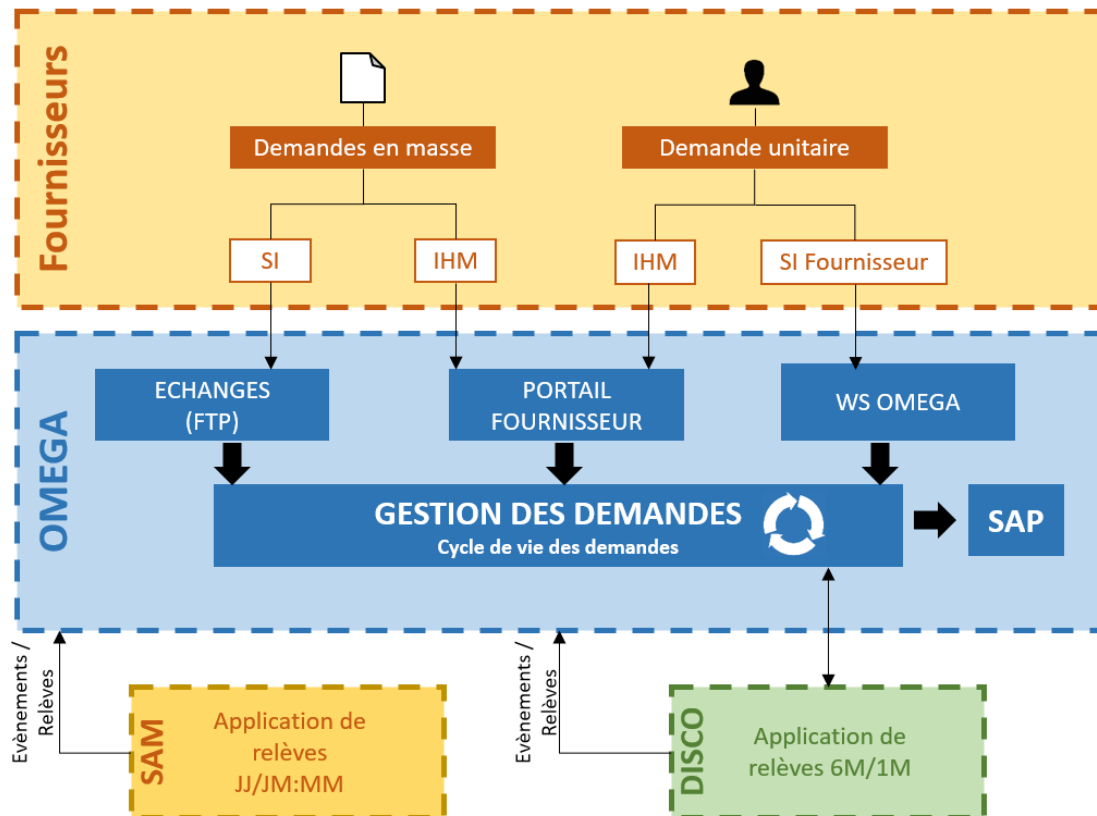 Fournisseurs
Demandes en masse
Demande unitaire
SI
IHM
IHM
SI Fournisseur
OMEGA
ECHANGES
(FTP)
PORTAIL
FOURNISSEUR
WS OMEGA
GESTION DES DEMANDES
Cycle de vie des demandes
SAP
Evènements /
Relèves
Evènements /
Relèves
SAM
Application de
relèves
JJ/JM:MM
DISCO
Application de
relèves 6M/1M